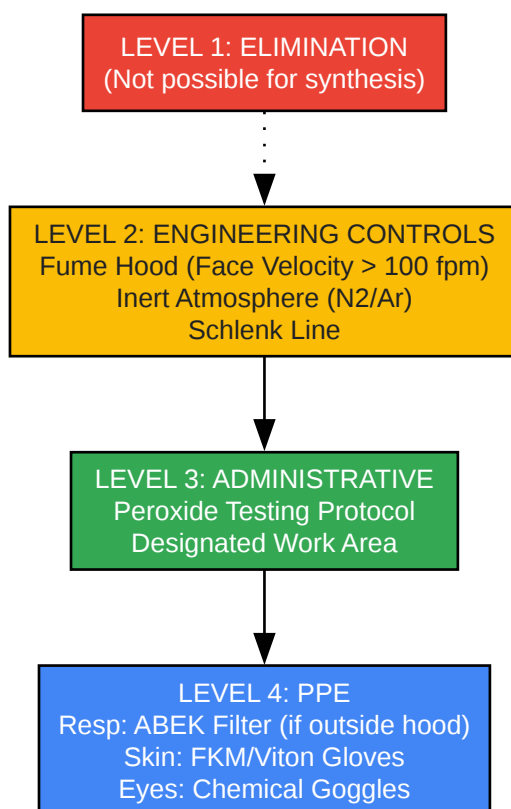 LEVEL 1: ELIMINATION
(Not possible for synthesis)
LEVEL 2: ENGINEERING CONTROLS
Fume Hood (Face Velocity > 100 fpm)
Inert Atmosphere (N2/Ar)
Schlenk Line
LEVEL 3: ADMINISTRATIVE
Peroxide Testing Protocol
Designated Work Area
LEVEL 4: PPE
Resp: ABEK Filter (if outside hood)
Skin: FKM/Viton Gloves
Eyes: Chemical Goggles